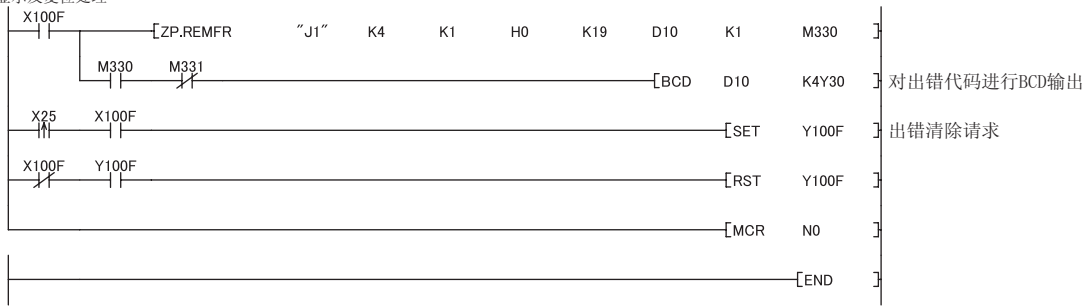 X100F
[ZP.REMFR "J1" K4 K1 H0 K19 D10 K1 M330 ]
M330 M331
[BCD D10 K4Y30 ] 对出错代码进行BCD输出
X25 X100F
[SET Y100F ] 出错清除请求
X100F Y100F
[RST Y100F ]
[MCR N0 ]
[END ]